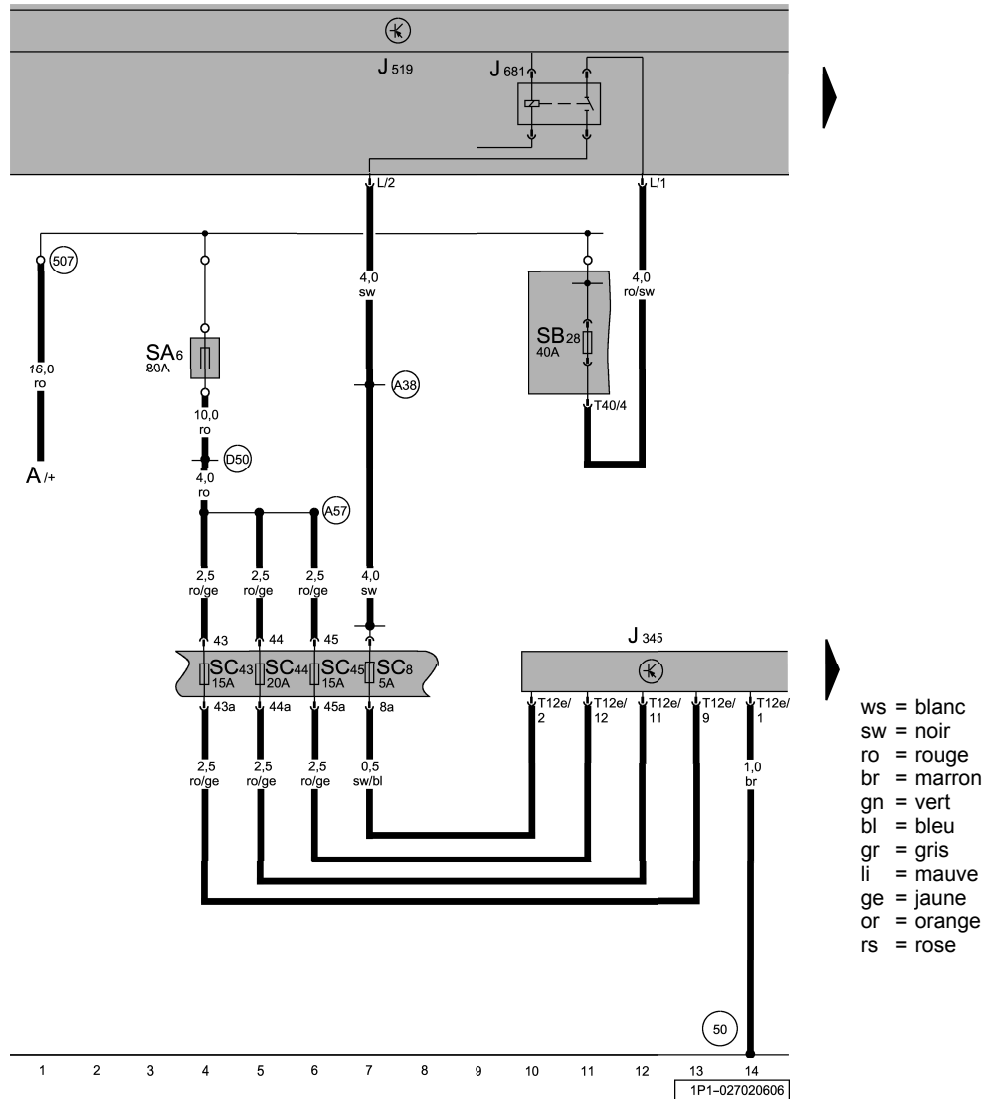 J 519
J 681
L/2
L/1
507
4,0
sw
4,0
ro/sw
SB28
40A
SA6
80A
16,0
ro
A38
T40/4
10,0
ro
D50
A /+
4,0
ro
A57
2,5
ro/ge
2,5
ro/ge
2,5
ro/ge
4,0
sw
43
44
45
J 345
SC43
15A
SC44
20A
SC45
15A
SC8
5A
43a
44a
45a
8a
T12e/
2
T12e/
12
T12e/
11
T12e/
9
T12e/
1
ws = blanc
sw = noir
ro = rouge
br = marron
gn = vert
bl = bleu
gr = gris
li = mauve
ge = jaune
or = orange
rs = rose
2,5
ro/ge
2,5
ro/ge
2,5
ro/ge
0,5
sw/bl
1,0
br
50
1 2 3 4 5 6 7 8 9 10 11 12 13 14
1P1-027020606